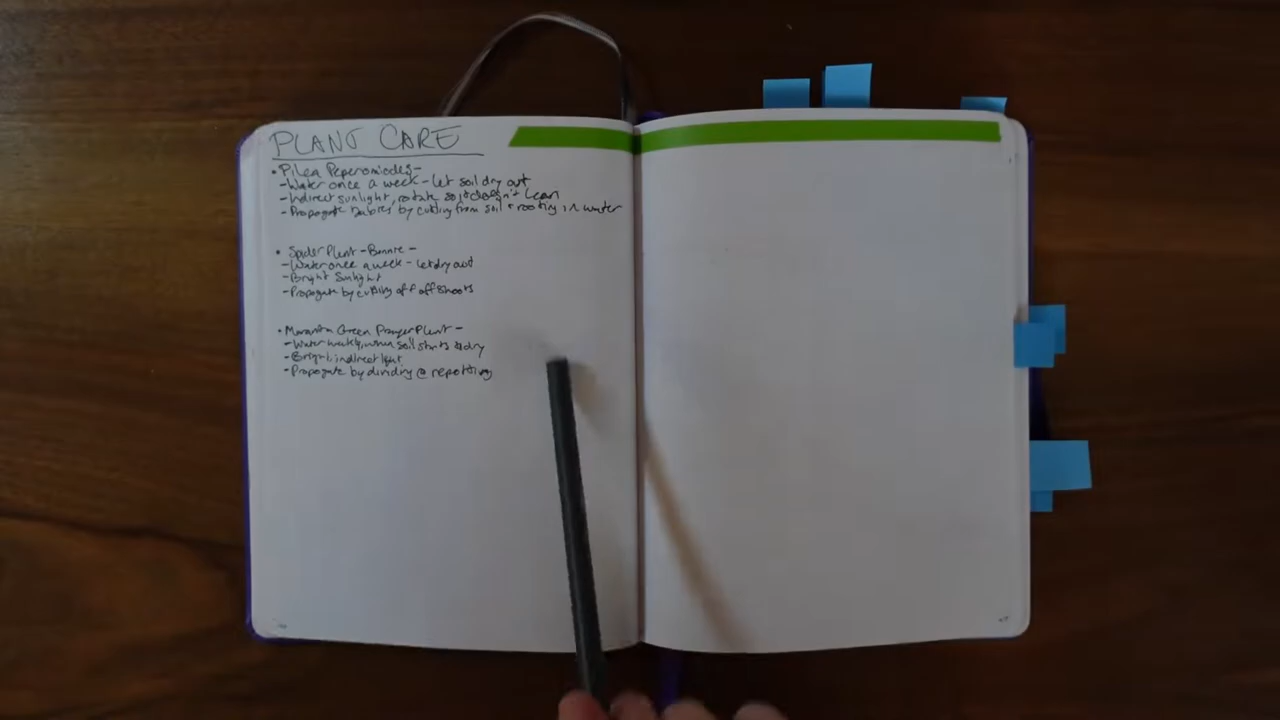 PLANT CARE
• Pilea Peperomiodes -
- Water once a week - let soil dry out
- Indirect sunlight, rotate so it doesn't lean
- Propogate babies by cutting from soil + rooting in water
• Spider Plant - Bonnie -
- Water once a week - let dry out
- Bright Sunlight
- Propogate by cutting off offshoots
• Maranta Green Prayer Plant -
- Water weekly, when soil starts to dry
- Bright, indirect light
- Propogate by dividing @ repotting